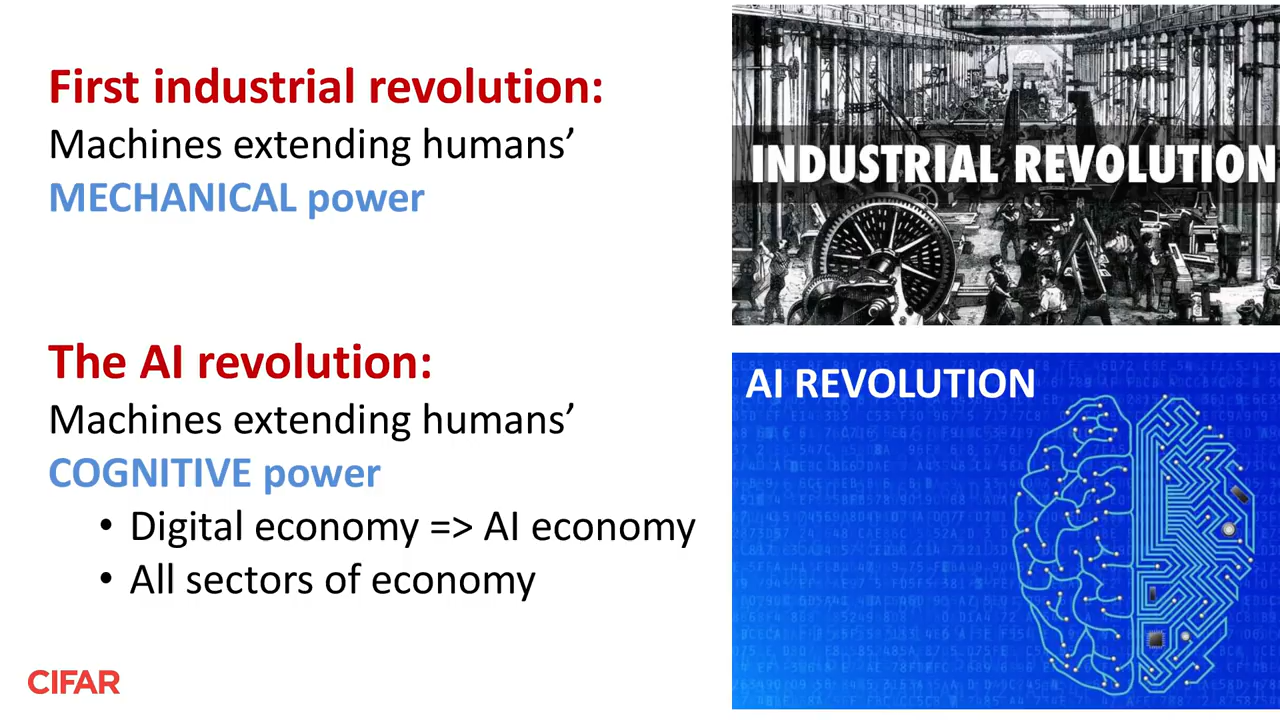 First industrial revolution:
Machines extending humans’
MECHANICAL power
INDUSTRIAL REVOLUTION
The AI revolution:
Machines extending humans’
COGNITIVE power
• Digital economy => AI economy
• All sectors of economy
AI REVOLUTION
CIFAR